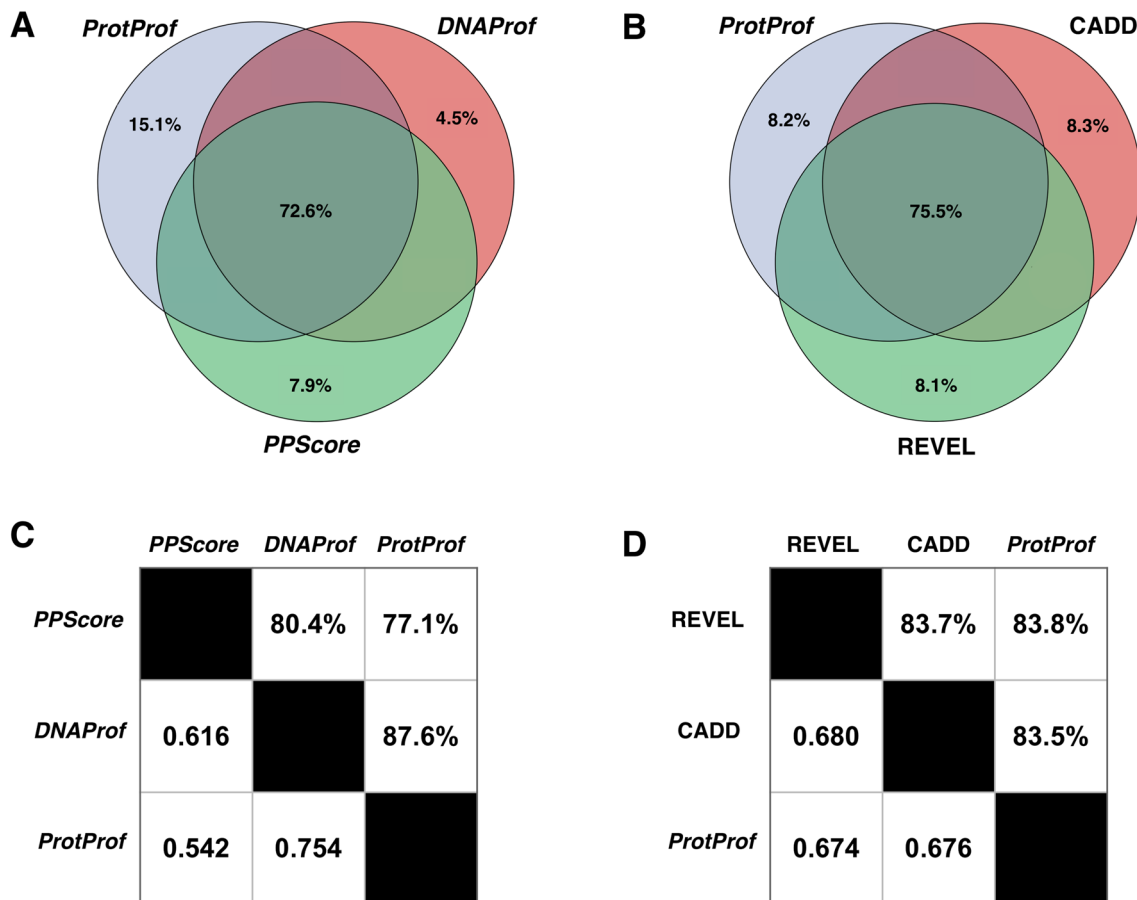 A
ProtProf
DNAProf
15.1%
4.5%
72.6%
7.9%
PPScore
B
ProtProf
CADD
8.2%
8.3%
75.5%
8.1%
REVEL
C
PPScore DNAProf ProtProf
PPScore 80.4% 77.1%
DNAProf 0.616 87.6%
ProtProf 0.542 0.754
D
REVEL CADD ProtProf
REVEL 83.7% 83.8%
CADD 0.680 83.5%
ProtProf 0.674 0.676